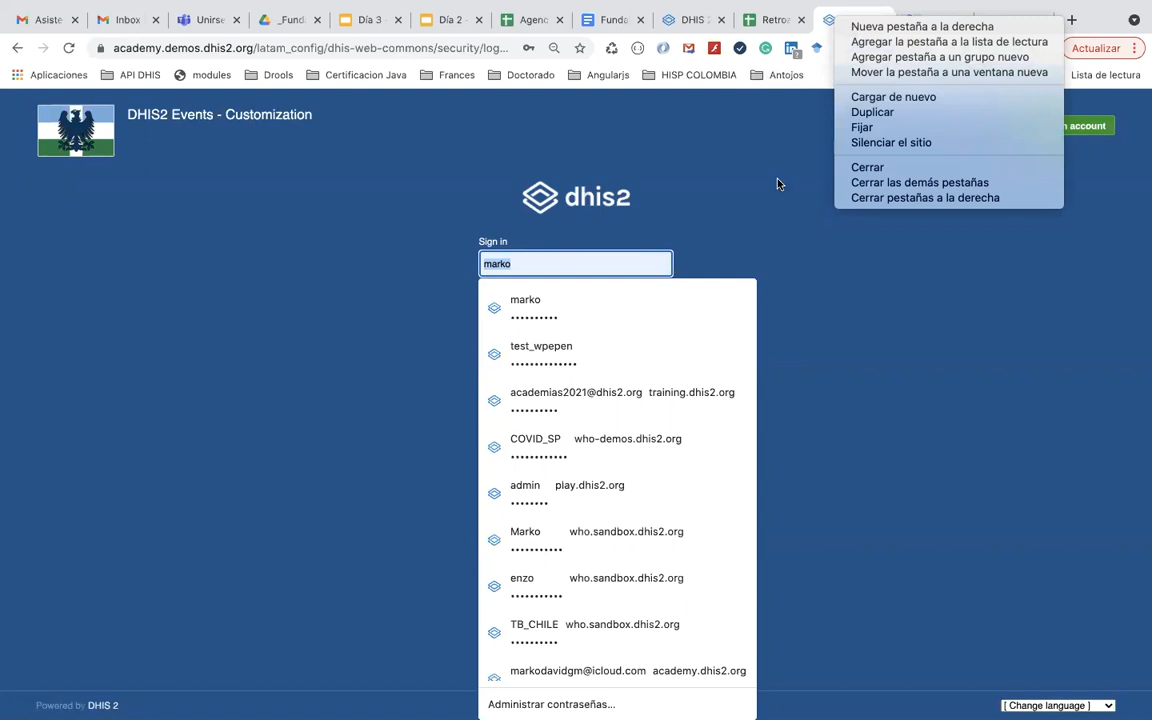 Asiste
Inbox
Unirse
_Fund
Día 3
Día 2 -
Agend
Funda
DHIS 2
Retroa
academy.demos.dhis2.org/latam_config/dhis-web-commons/security/log...
Actualizar
Aplicaciones
API DHIS
modules
Drools
Certificacion Java
Frances
Doctorado
Angularjs
HISP COLOMBIA
Antojos
Lista de lectura
Nueva pestaña a la derecha
Agregar la pestaña a la lista de lectura
Agregar pestaña a un grupo nuevo
Mover la pestaña a una ventana nueva
Cargar de nuevo
Duplicar
Fijar
Silenciar el sitio
Cerrar
Cerrar las demás pestañas
Cerrar pestañas a la derecha
DHIS2 Events - Customization
account
dhis2
Sign in
marko
marko
••••••••••
test_wpepen
••••••••••••••
academias2021@dhis2.org training.dhis2.org
••••••••••
COVID_SP who-demos.dhis2.org
••••••••••••
admin play.dhis2.org
••••••••
Marko who.sandbox.dhis2.org
•••••••••••
enzo who.sandbox.dhis2.org
•••••••••••
TB_CHILE who.sandbox.dhis2.org
••••••••••
markodavidgm@icloud.com academy.dhis2.org
Administrar contraseñas...
Powered by DHIS 2
[ Change language ]